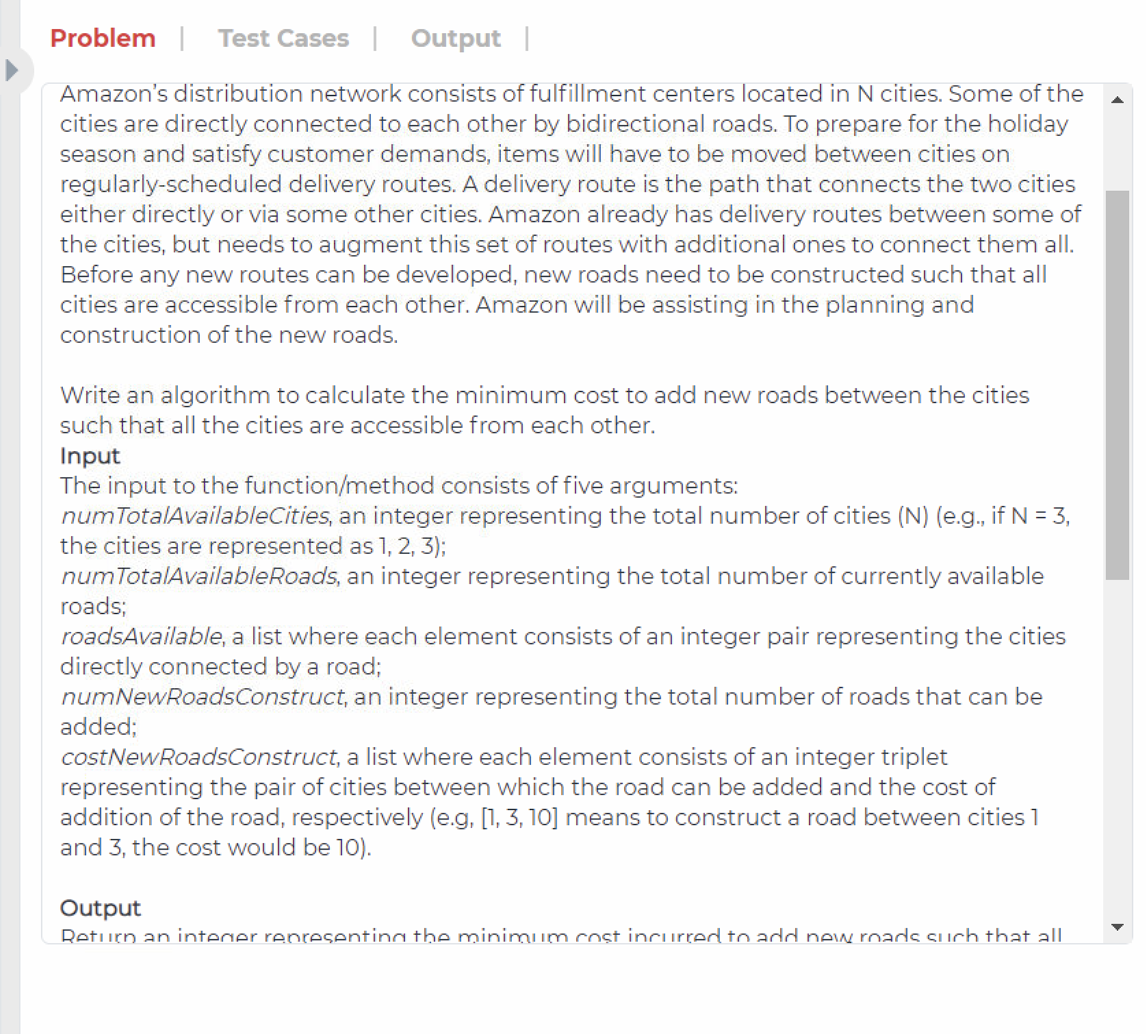 Problem | Test Cases | Output |
Amazon’s distribution network consists of fulfillment centers located in N cities. Some of the
cities are directly connected to each other by bidirectional roads. To prepare for the holiday
season and satisfy customer demands, items will have to be moved between cities on
regularly-scheduled delivery routes. A delivery route is the path that connects the two cities
either directly or via some other cities. Amazon already has delivery routes between some of
the cities, but needs to augment this set of routes with additional ones to connect them all.
Before any new routes can be developed, new roads need to be constructed such that all
cities are accessible from each other. Amazon will be assisting in the planning and
construction of the new roads.
Write an algorithm to calculate the minimum cost to add new roads between the cities
such that all the cities are accessible from each other.
Input
The input to the function/method consists of five arguments:
numTotalAvailableCities, an integer representing the total number of cities (N) (e.g., if N = 3,
the cities are represented as 1, 2, 3);
numTotalAvailableRoads, an integer representing the total number of currently available
roads;
roadsAvailable, a list where each element consists of an integer pair representing the cities
directly connected by a road;
numNewRoadsConstruct, an integer representing the total number of roads that can be
added;
costNewRoadsConstruct, a list where each element consists of an integer triplet
representing the pair of cities between which the road can be added and the cost of
addition of the road, respectively (e.g, [1, 3, 10] means to construct a road between cities 1
and 3, the cost would be 10).
Output
Return an integer representing the minimum cost incurred to add new roads such that all